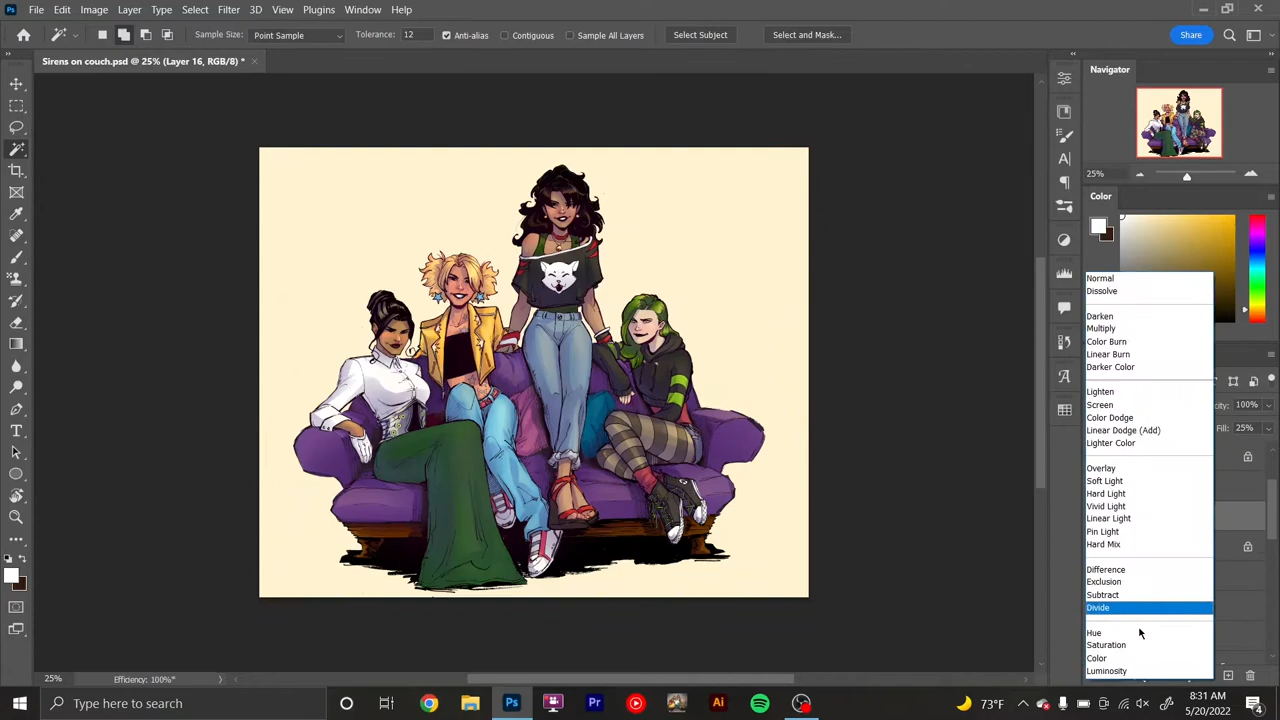 Ps File Edit Image Layer Type Select Filter 3D View Plugins Window Help
Sample Size: Point Sample Tolerance: 12 Anti-alias Contiguous Sample All Layers Select Subject Select and Mask... Share
Sirens on couch.psd @ 25% (Layer 16, RGB/8) *
Navigator
25%
Color
Normal
Dissolve
Darken
Multiply
Color Burn
Linear Burn
Darker Color
Lighten
Screen
Color Dodge
Linear Dodge (Add)
Lighter Color
Overlay
Soft Light
Hard Light
Vivid Light
Linear Light
Pin Light
Hard Mix
Difference
Exclusion
Subtract
Divide
Hue
Saturation
Color
Luminosity
100%
Fill: 25%
25% Efficiency: 100%*
Type here to search
Ps Pr Ai
73°F
8:31 AM
5/20/2022
4